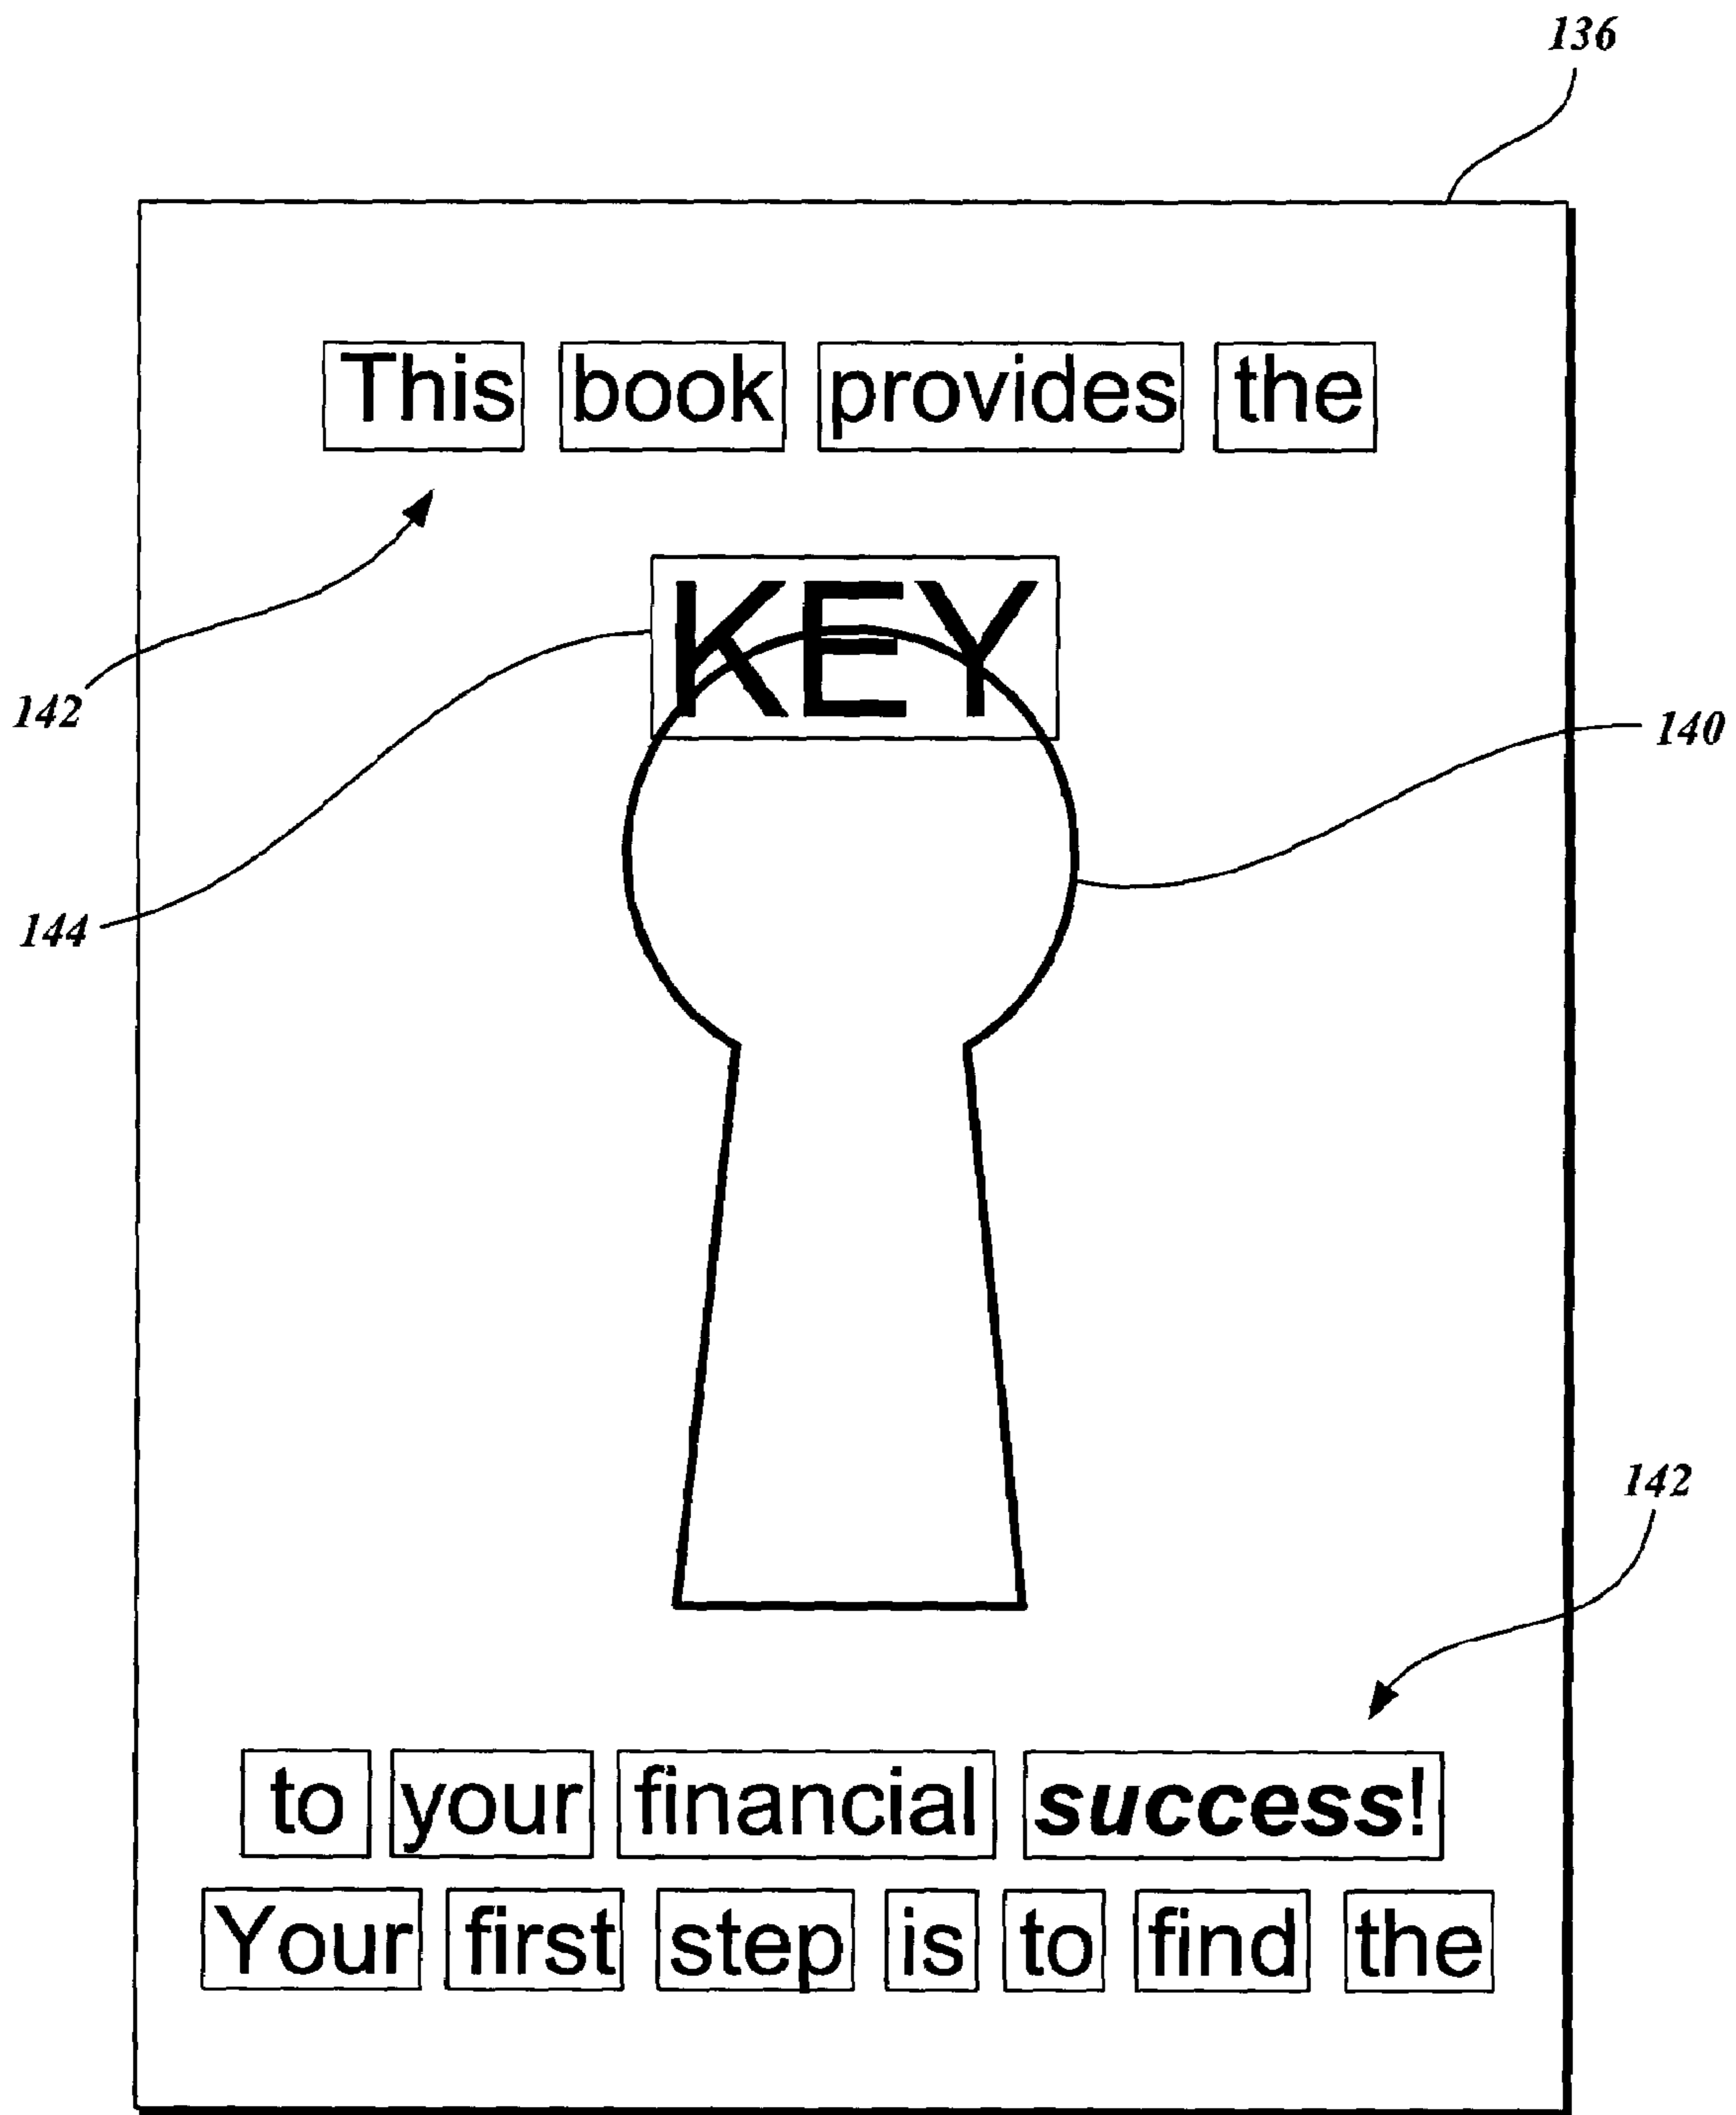 136
This book provides the
KEY
142
140
144
142
to your financial success!
Your first step is to find the